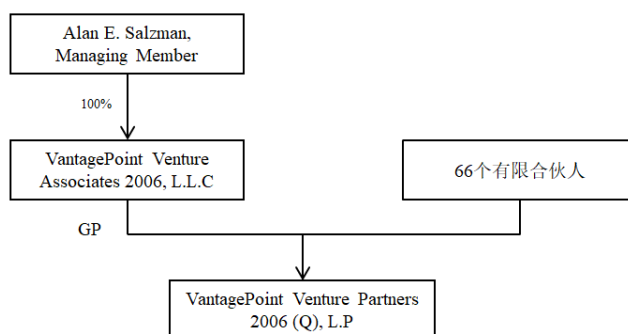 Alan E. Salzman,
Managing Member
100%
VantagePoint Venture
Associates 2006, L.L.C
66个有限合伙人
GP
VantagePoint Venture Partners
2006 (Q), L.P